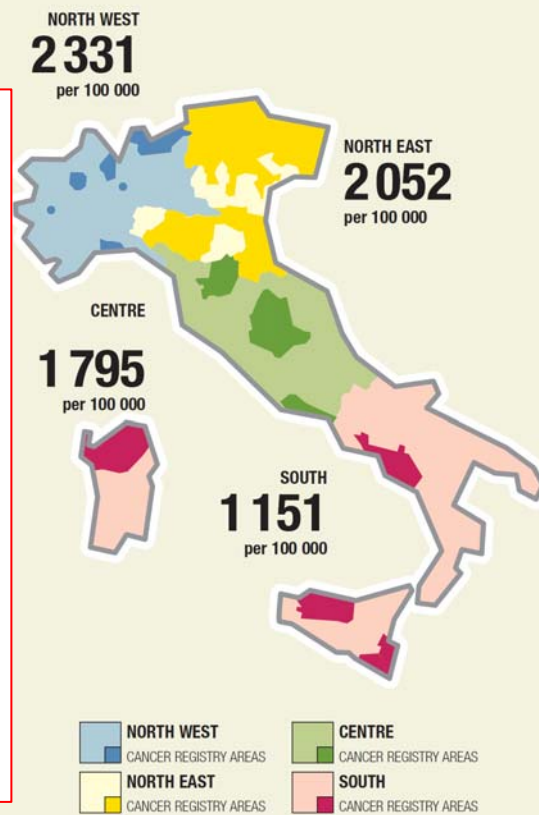 NORTH WEST
2 331
per 100 000
NORTH EAST
2 052
per 100 000
CENTRE
1 795
per 100 000
SOUTH
1 151
per 100 000
NORTH WEST
CANCER REGISTRY AREAS
CENTRE
CANCER REGISTRY AREAS
NORTH EAST
CANCER REGISTRY AREAS
SOUTH
CANCER REGISTRY AREAS